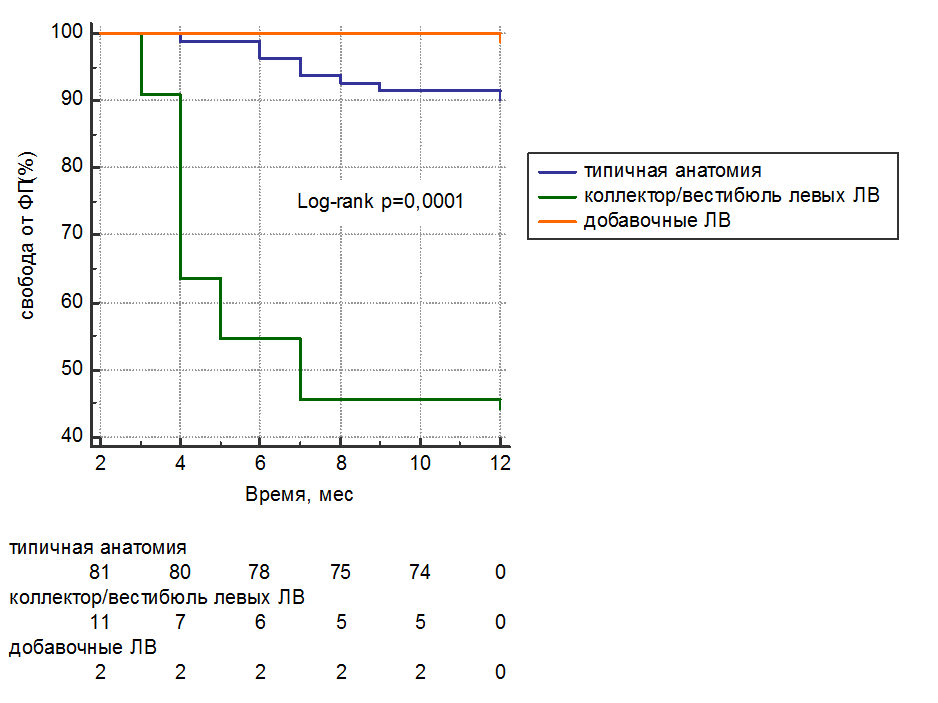 100
90
80
70
60
50
40
свобода от ФП(%)
Log-rank p=0,0001
2 4 6 8 10 12
Время, мес
типичная анатомия
коллектор/вестибюль левых ЛВ
добавочные ЛВ
типичная анатомия
81 80 78 75 74 0
коллектор/вестибюль левых ЛВ
11 7 6 5 5 0
добавочные ЛВ
2 2 2 2 2 0